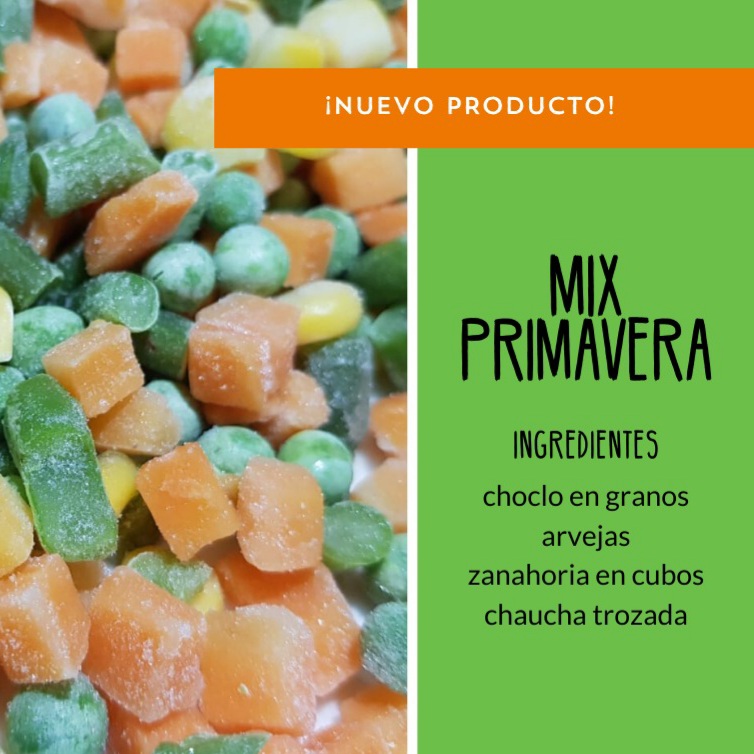 ¡NUEVO PRODUCTO!
MIX
PRIMAVERA
INGREDIENTES
choclo en granos
arvejas
zanahoria en cubos
chaucha trozada